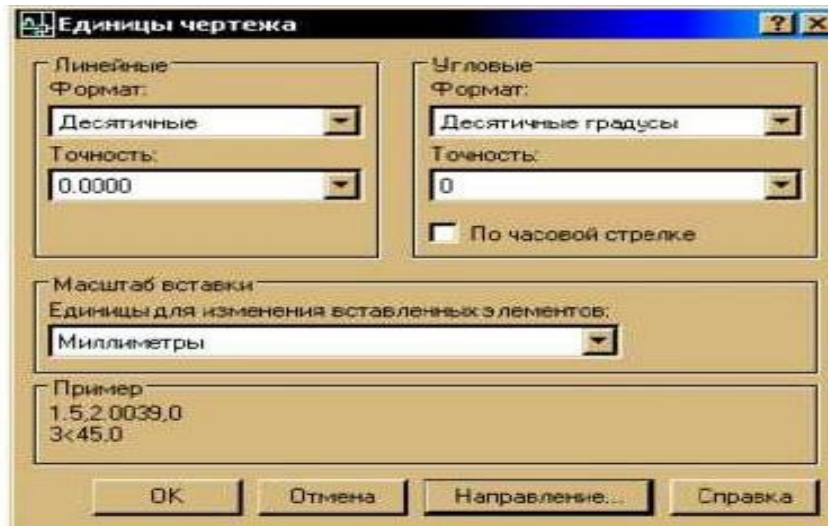 Единицы чертежа
Линейные
Формат:
Десятичные
Точность:
0.0000
Угловые
Формат:
Десятичные градусы
Точность:
0
По часовой стрелке
Масштаб вставки
Единицы для изменения вставленных элементов:
Миллиметры
Пример
1.5,2.0039,0
3<45.0
OK
Отмена
Направление...
Справка